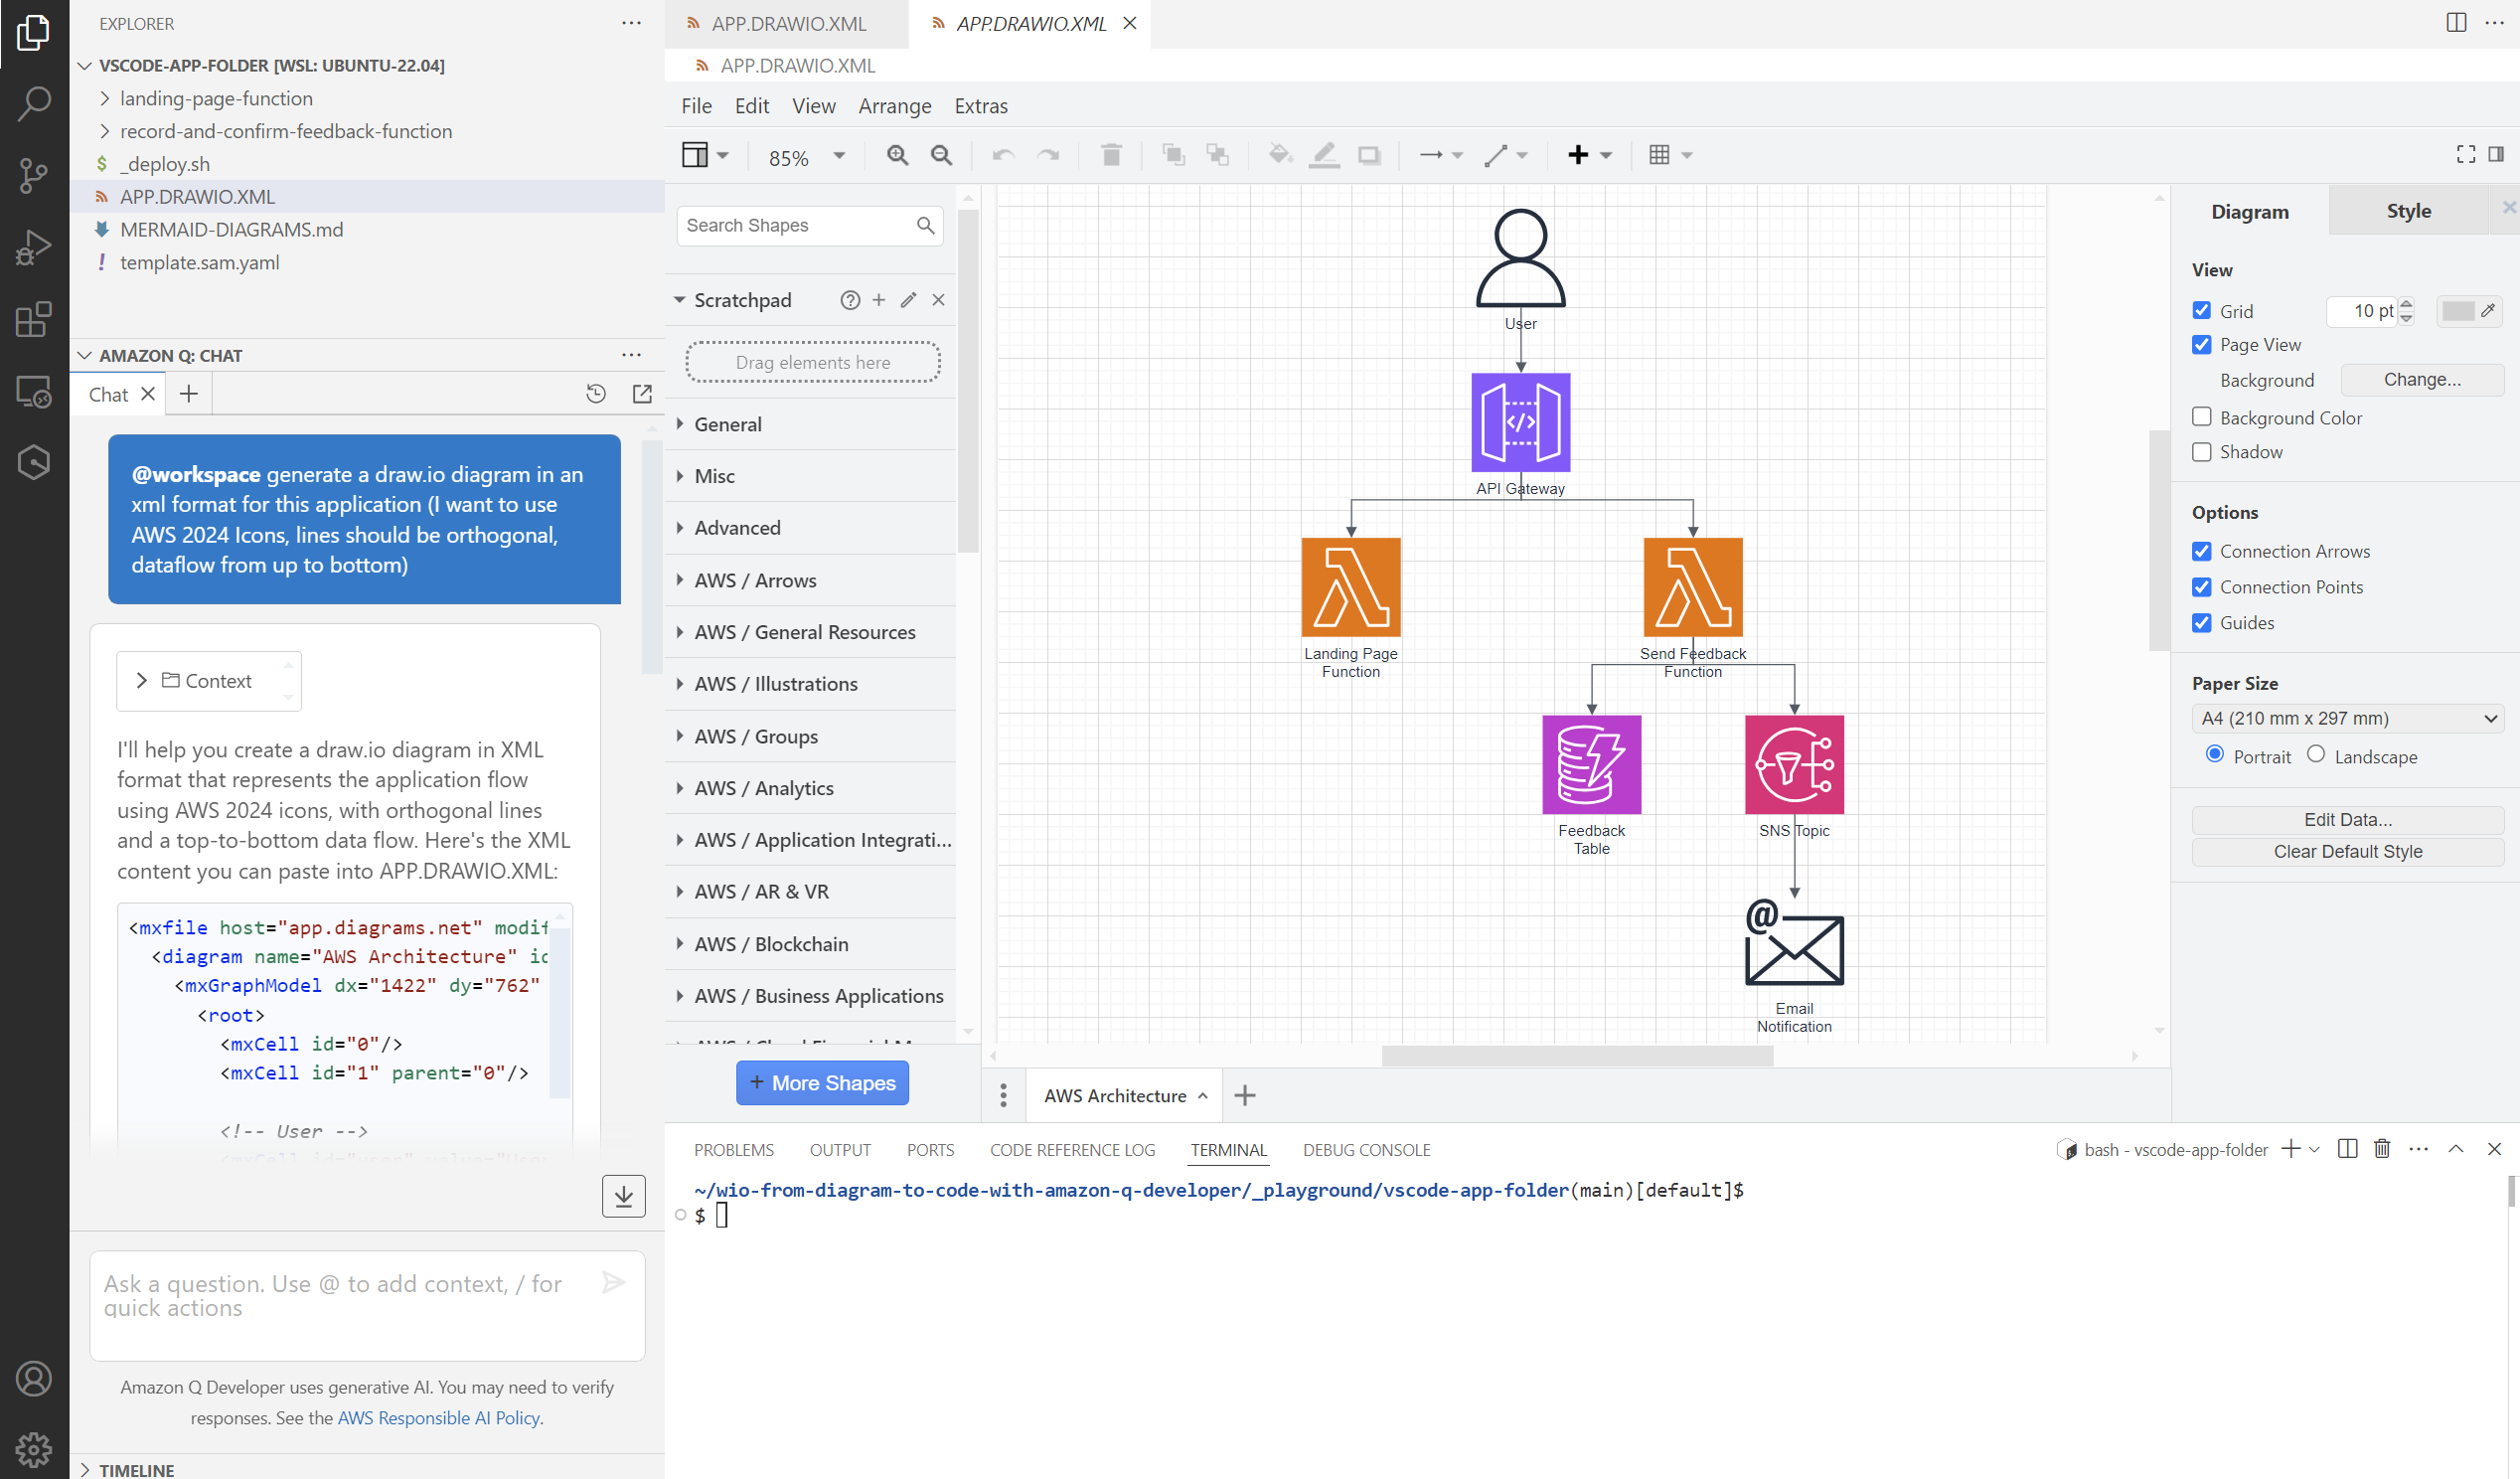 EXPLORER
VSCODE-APP-FOLDER [WSL: UBUNTU-22.04]
landing-page-function
record-and-confirm-feedback-function
$ _deploy.sh
APP.DRAWIO.XML
MERMAID-DIAGRAMS.md
! template.sam.yaml
AMAZON Q: CHAT
Chat
@workspace generate a draw.io diagram in an
xml format for this application (I want to use
AWS 2024 Icons, lines should be orthogonal,
dataflow from up to bottom)
Context
I'll help you create a draw.io diagram in XML
format that represents the application flow
using AWS 2024 icons, with orthogonal lines
and a top-to-bottom data flow. Here's the XML
content you can paste into APP.DRAWIO.XML:
<mxfile host="app.diagrams.net" modif
<diagram name="AWS Architecture" id
<mxGraphModel dx="1422" dy="762"
<root>
<mxCell id="0"/>
<mxCell id="1" parent="0"/>
<!-- User -->
Ask a question. Use @ to add context, / for
quick actions
Amazon Q Developer uses generative AI. You may need to verify
responses. See the AWS Responsible AI Policy.
TIMELINE
APP.DRAWIO.XML
APP.DRAWIO.XML
APP.DRAWIO.XML
File Edit View Arrange Extras
85%
Search Shapes
Scratchpad
Drag elements here
General
Misc
Advanced
AWS / Arrows
AWS / General Resources
AWS / Illustrations
AWS / Groups
AWS / Analytics
AWS / Application Integrati...
AWS / AR & VR
AWS / Blockchain
AWS / Business Applications
+ More Shapes
User
API Gateway
Landing Page
Function
Send Feedback
Function
Feedback
Table
SNS Topic
@
Email
Notification
AWS Architecture
Diagram
Style
View
Grid
10 pt
Page View
Background
Change...
Background Color
Shadow
Options
Connection Arrows
Connection Points
Guides
Paper Size
A4 (210 mm x 297 mm)
Portrait
Landscape
Edit Data...
Clear Default Style
PROBLEMS OUTPUT PORTS CODE REFERENCE LOG TERMINAL DEBUG CONSOLE
bash - vscode-app-folder
~/wio-from-diagram-to-code-with-amazon-q-developer/_playground/vscode-app-folder(main)[default]$
$